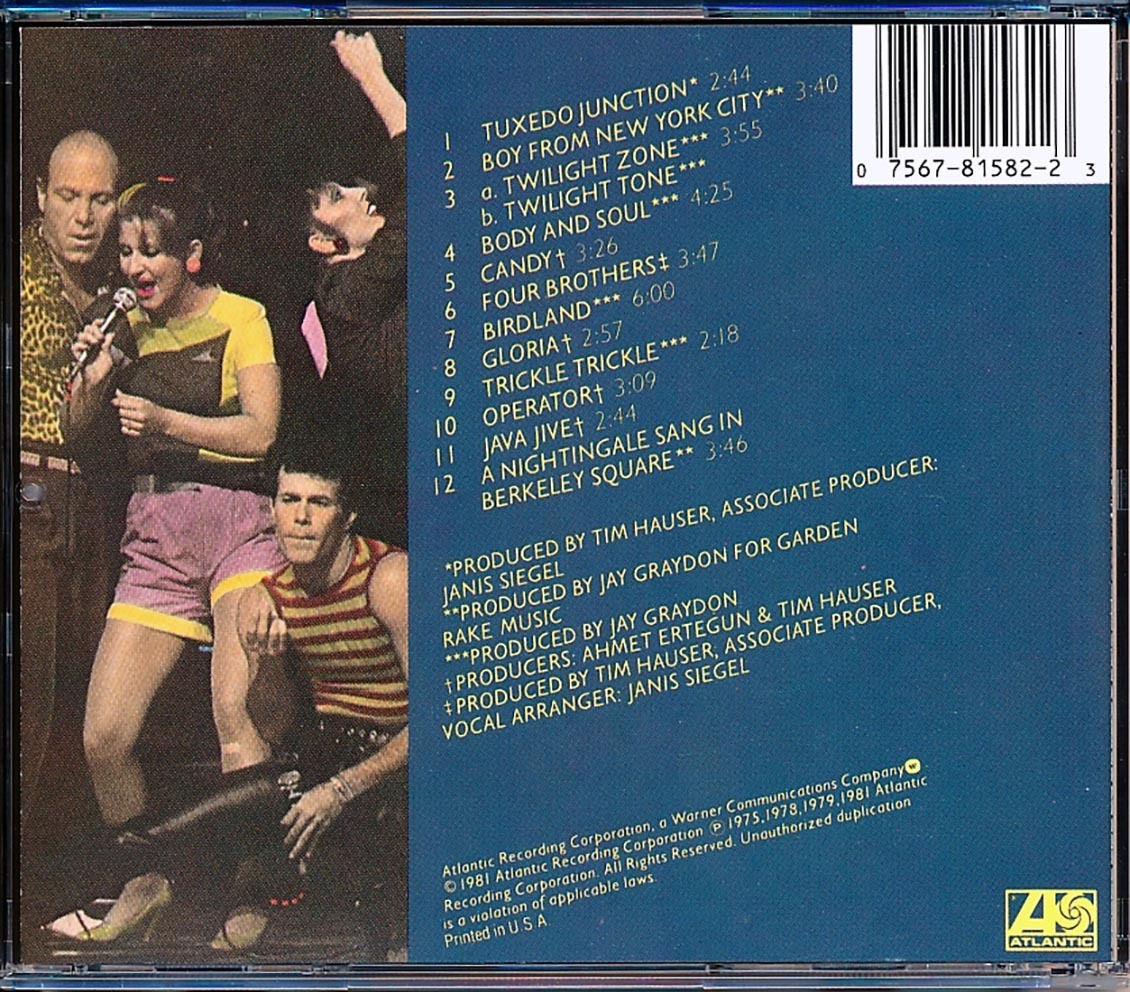 1 TUXEDO JUNCTION* 2:44
2 BOY FROM NEW YORK CITY** 3:40
3 a. TWILIGHT ZONE*** 3:55
b. TWILIGHT TONE***
4 BODY AND SOUL*** 4:25
5 CANDY† 3:26
6 FOUR BROTHERS‡ 3:47
7 BIRDLAND*** 6:00
8 GLORIA† 2:57
9 TRICKLE TRICKLE*** 2:18
10 OPERATOR† 3:09
11 JAVA JIVE† 2:44
12 A NIGHTINGALE SANG IN
BERKELEY SQUARE** 3:46
*PRODUCED BY TIM HAUSER, ASSOCIATE PRODUCER:
JANIS SIEGEL
**PRODUCED BY JAY GRAYDON FOR GARDEN
RAKE MUSIC
***PRODUCED BY JAY GRAYDON
†PRODUCERS: AHMET ERTEGUN & TIM HAUSER
‡PRODUCED BY TIM HAUSER, ASSOCIATE PRODUCER,
VOCAL ARRANGER: JANIS SIEGEL
Atlantic Recording Corporation, a Warner Communications Company
© 1981 Atlantic Recording Corporation ℗ 1975,1978,1979,1981 Atlantic
Recording Corporation. All Rights Reserved. Unauthorized duplication
is a violation of applicable laws.
Printed in U.S.A.
0 7567-81582-2 3
ATLANTIC